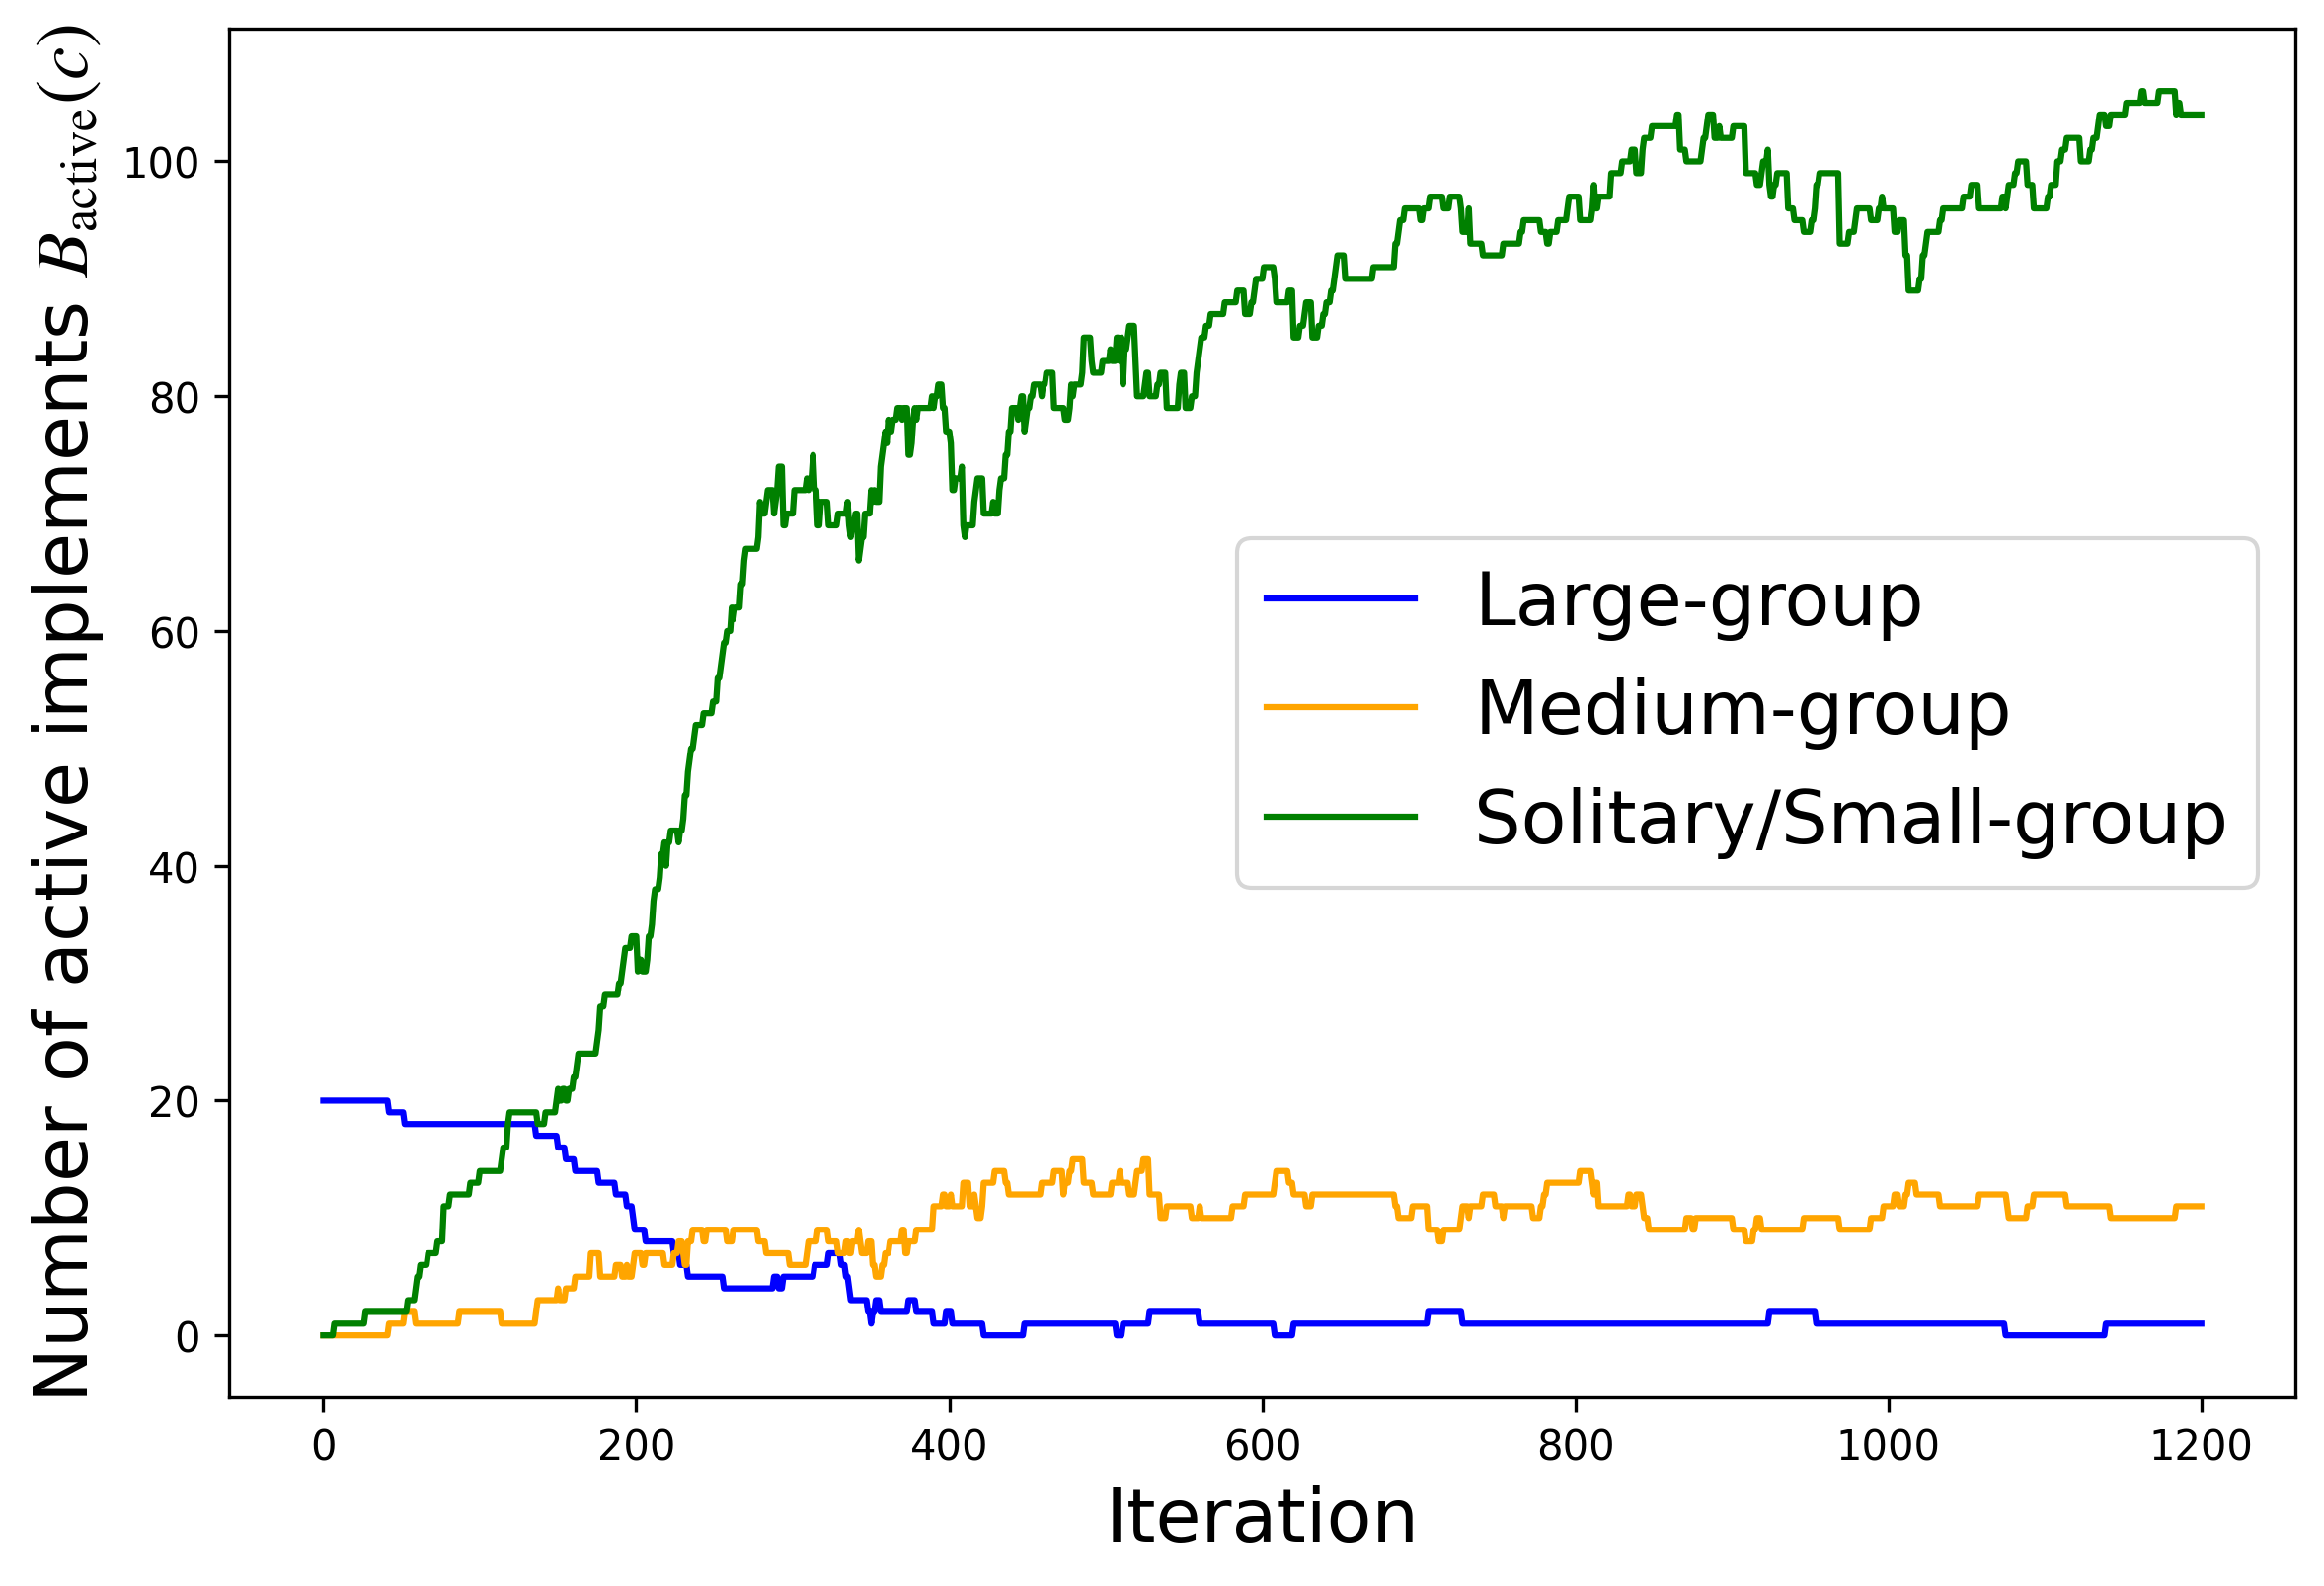 Number of active implements B_active(c)
100
80
60
40
20
0
Large-group
Medium-group
Solitary/Small-group
0 200 400 600 800 1000 1200
Iteration